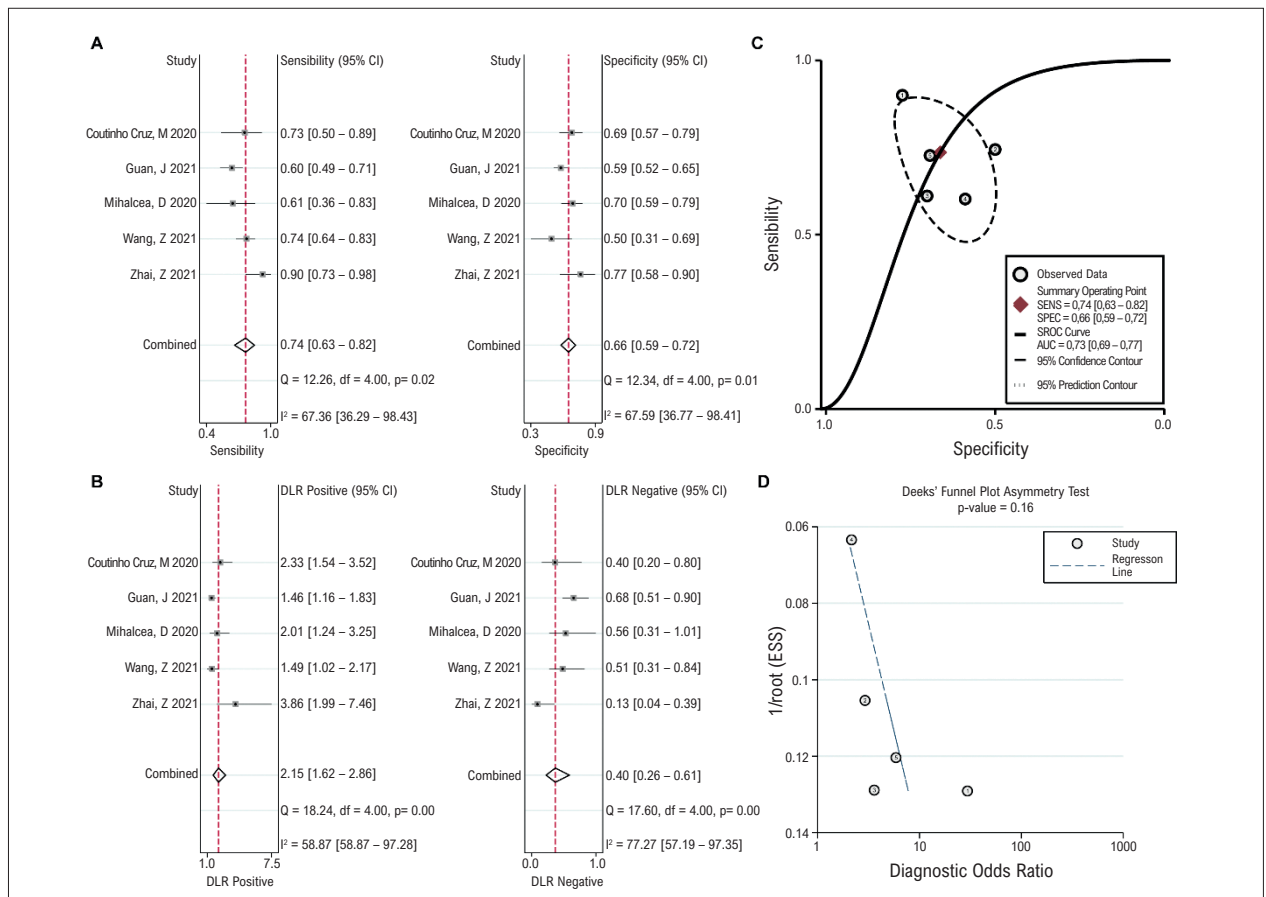 A
Study
Sensibility (95% CI)
Coutinho Cruz, M 2020
0.73 [0.50 – 0.89]
Guan, J 2021
0.60 [0.49 – 0.71]
Mihalcea, D 2020
0.61 [0.36 – 0.83]
Wang, Z 2021
0.74 [0.64 – 0.83]
Zhai, Z 2021
0.90 [0.73 – 0.98]
Combined
0.74 [0.63 – 0.82]
Q = 12.26, df = 4.00, p= 0.02
I² = 67.36 [36.29 – 98.43]
0.4 1.0
Sensibility
Study
Specificity (95% CI)
Coutinho Cruz, M 2020
0.69 [0.57 – 0.79]
Guan, J 2021
0.59 [0.52 – 0.65]
Mihalcea, D 2020
0.70 [0.59 – 0.79]
Wang, Z 2021
0.50 [0.31 – 0.69]
Zhai, Z 2021
0.77 [0.58 – 0.90]
Combined
0.66 [0.59 – 0.72]
Q = 12.34, df = 4.00, p= 0.01
I² = 67.59 [36.77 – 98.41]
0.3 0.9
Specificity
B
Study
DLR Positive (95% CI)
Coutinho Cruz, M 2020
2.33 [1.54 – 3.52]
Guan, J 2021
1.46 [1.16 – 1.83]
Mihalcea, D 2020
2.01 [1.24 – 3.25]
Wang, Z 2021
1.49 [1.02 – 2.17]
Zhai, Z 2021
3.86 [1.99 – 7.46]
Combined
2.15 [1.62 – 2.86]
Q = 18.24, df = 4.00, p= 0.00
I² = 58.87 [58.87 – 97.28]
1.0 7.5
DLR Positive
Study
DLR Negative (95% CI)
Coutinho Cruz, M 2020
0.40 [0.20 – 0.80]
Guan, J 2021
0.68 [0.51 – 0.90]
Mihalcea, D 2020
0.56 [0.31 – 1.01]
Wang, Z 2021
0.51 [0.31 – 0.84]
Zhai, Z 2021
0.13 [0.04 – 0.39]
Combined
0.40 [0.26 – 0.61]
Q = 17.60, df = 4.00, p= 0.00
I² = 77.27 [57.19 – 97.35]
0.0 1.0
DLR Negative
C
1.0
0.5
0.0
Sensibility
1.0 0.5 0.0
Specificity
Observed Data
Summary Operating Point
SENS = 0,74 [0,63 – 0.82]
SPEC = 0,66 [0,59 – 0,72]
SROC Curve
AUC = 0,73 [0,69 – 0,77]
95% Confidence Contour
95% Prediction Contour
D
Deeks' Funnel Plot Asymmetry Test
p-value = 0.16
Study
Regresson
Line
0.06
0.08
0.1
0.12
0.14
1/root (ESS)
1 10 100 1000
Diagnostic Odds Ratio